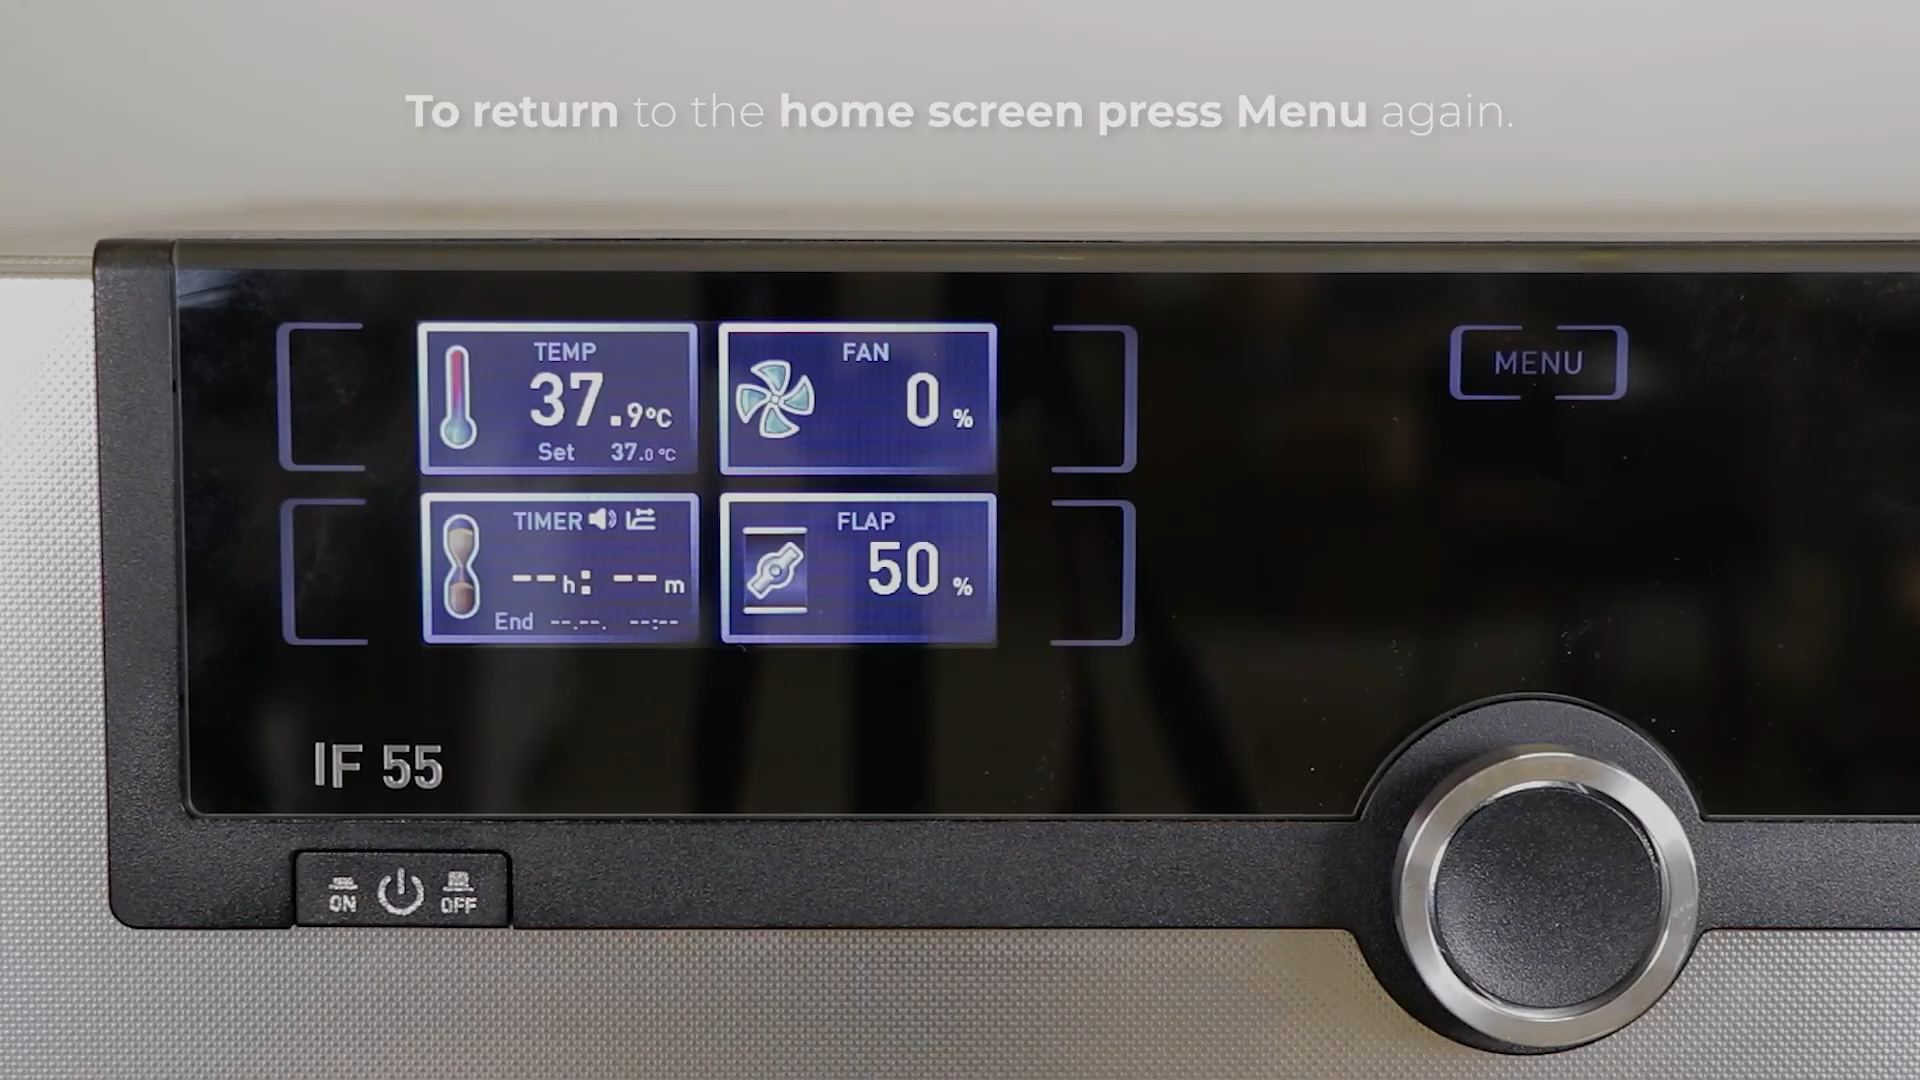 To return to the home screen press Menu again.
TEMP
37.9°C
Set 37.0 °C
FAN
0 %
MENU
TIMER
--h: --m
End --.--. --:--
FLAP
50 %
IF 55
ON OFF